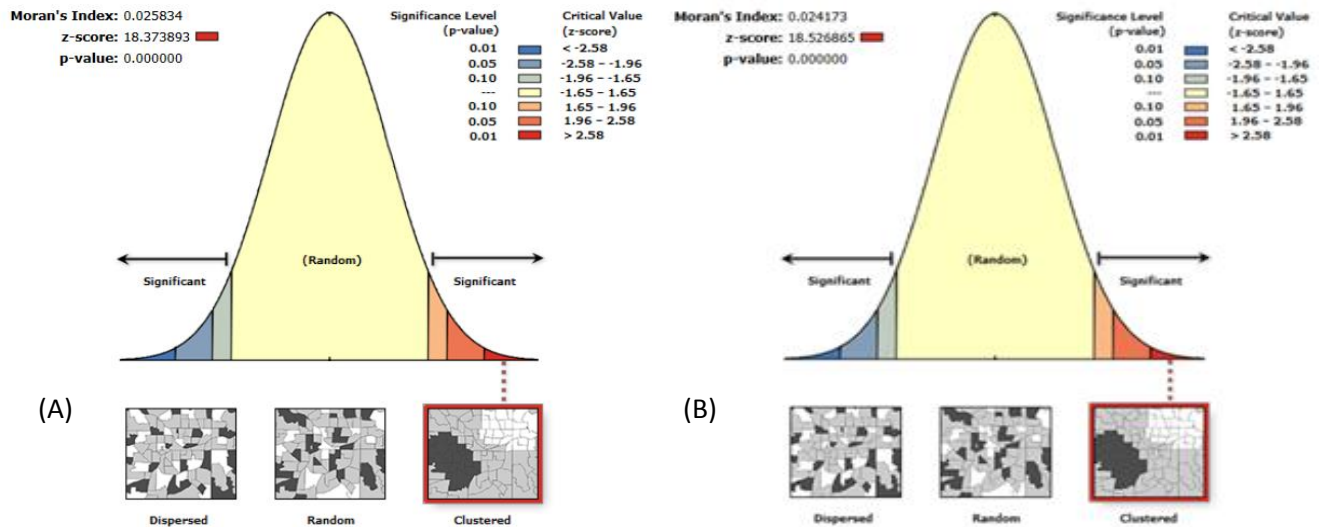 Moran's Index: 0.025834
z-score: 18.373893
p-value: 0.000000
Significance Level
(p-value)
0.01
0.05
0.10
---
0.10
0.05
0.01
Critical Value
(z-score)
< -2.58
-2.58 – -1.96
-1.96 – -1.65
-1.65 – 1.65
1.65 – 1.96
1.96 – 2.58
> 2.58
Significant
(Random)
Significant
(A)
Dispersed
Random
Clustered
Moran's Index: 0.024173
z-score: 18.526865
p-value: 0.000000
Significance Level
(p-value)
0.01
0.05
0.10
---
0.10
0.05
0.01
Critical Value
(z-score)
< -2.58
-2.58 – -1.96
-1.96 – -1.65
-1.65 – 1.65
1.65 – 1.96
1.96 – 2.58
> 2.58
Significant
(Random)
Significant
(B)
Dispersed
Random
Clustered